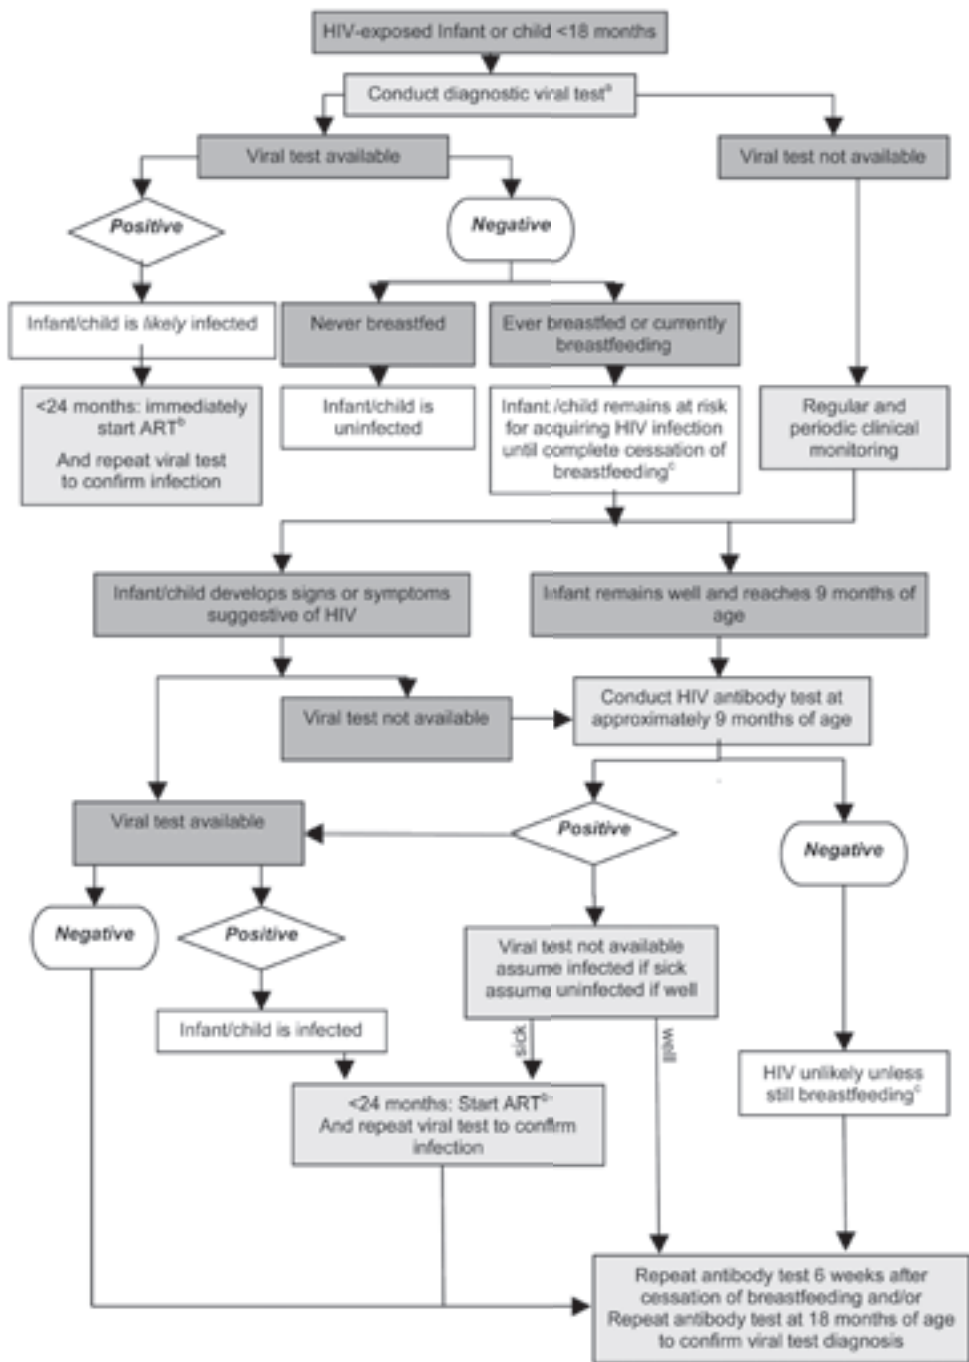 HIV-exposed Infant or child <18 months
Conduct diagnostic viral testᵃ
Viral test available
Viral test not available
Positive
Negative
Infant/child is likely infected
Never breastfed
Ever breastfed or currently
breastfeeding
<24 months: immediately
start ARTᵇ
And repeat viral test
to confirm infection
Infant/child is
uninfected
Infant /child remains at risk
for acquiring HIV infection
until complete cessation of
breastfeedingᶜ
Regular and
periodic clinical
monitoring
Infant/child develops signs or symptoms
suggestive of HIV
Infant remains well and reaches 9 months of
age
Viral test not available
Conduct HIV antibody test at
approximately 9 months of age
Viral test available
Positive
Negative
Negative
Positive
Viral test not available
assume infected if sick
assume uninfected if well
Infant/child is infected
sick
well
HIV unlikely unless
still breastfeedingᶜ
<24 months: Start ARTᵇ
And repeat viral test to confirm
infection
Repeat antibody test 6 weeks after
cessation of breastfeeding and/or
Repeat antibody test at 18 months of age
to confirm viral test diagnosis